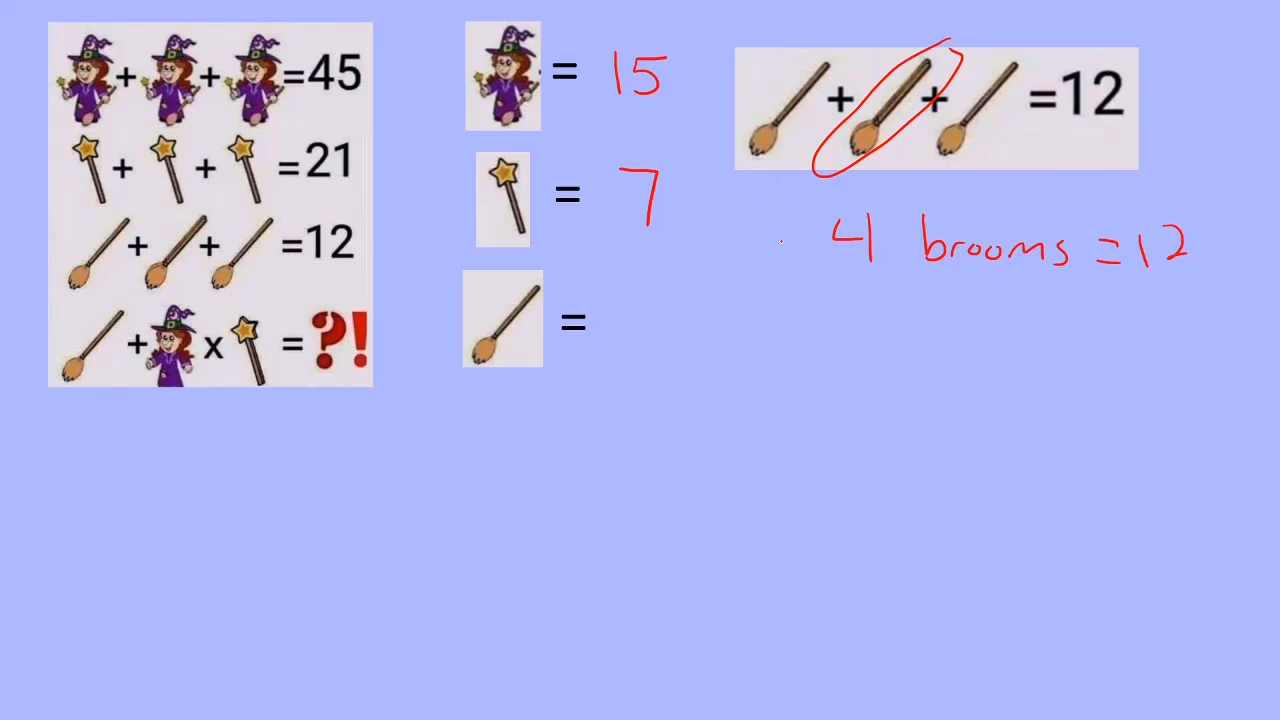 + + =45
+ + =21
+ + =12
+ x = ?!
= 15
= 7
=
+ + =12
4 brooms = 12